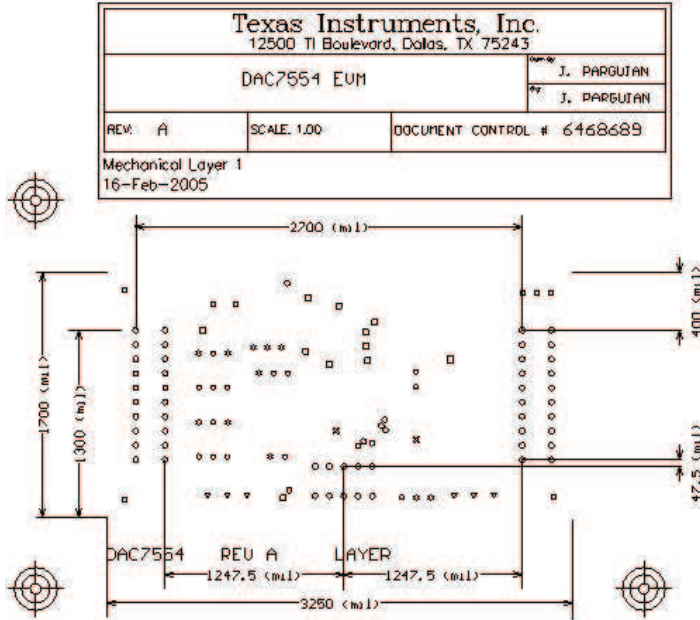 Texas Instruments, Inc.
12500 TI Boulevard, Dallas, TX 75243
DAC7554 EVM
J. PARGUIAN
J. PARGUIAN
REV: A
SCALE: 1.00
DOCUMENT CONTROL # 6468689
Mechanical Layer 1
16-Feb-2005
2700 (mil)
400 (mil)
1700 (mil)
1300 (mil)
47.5 (mil)
DAC7554 REV A LAYER
1247.5 (mil)
1247.5 (mil)
3250 (mil)